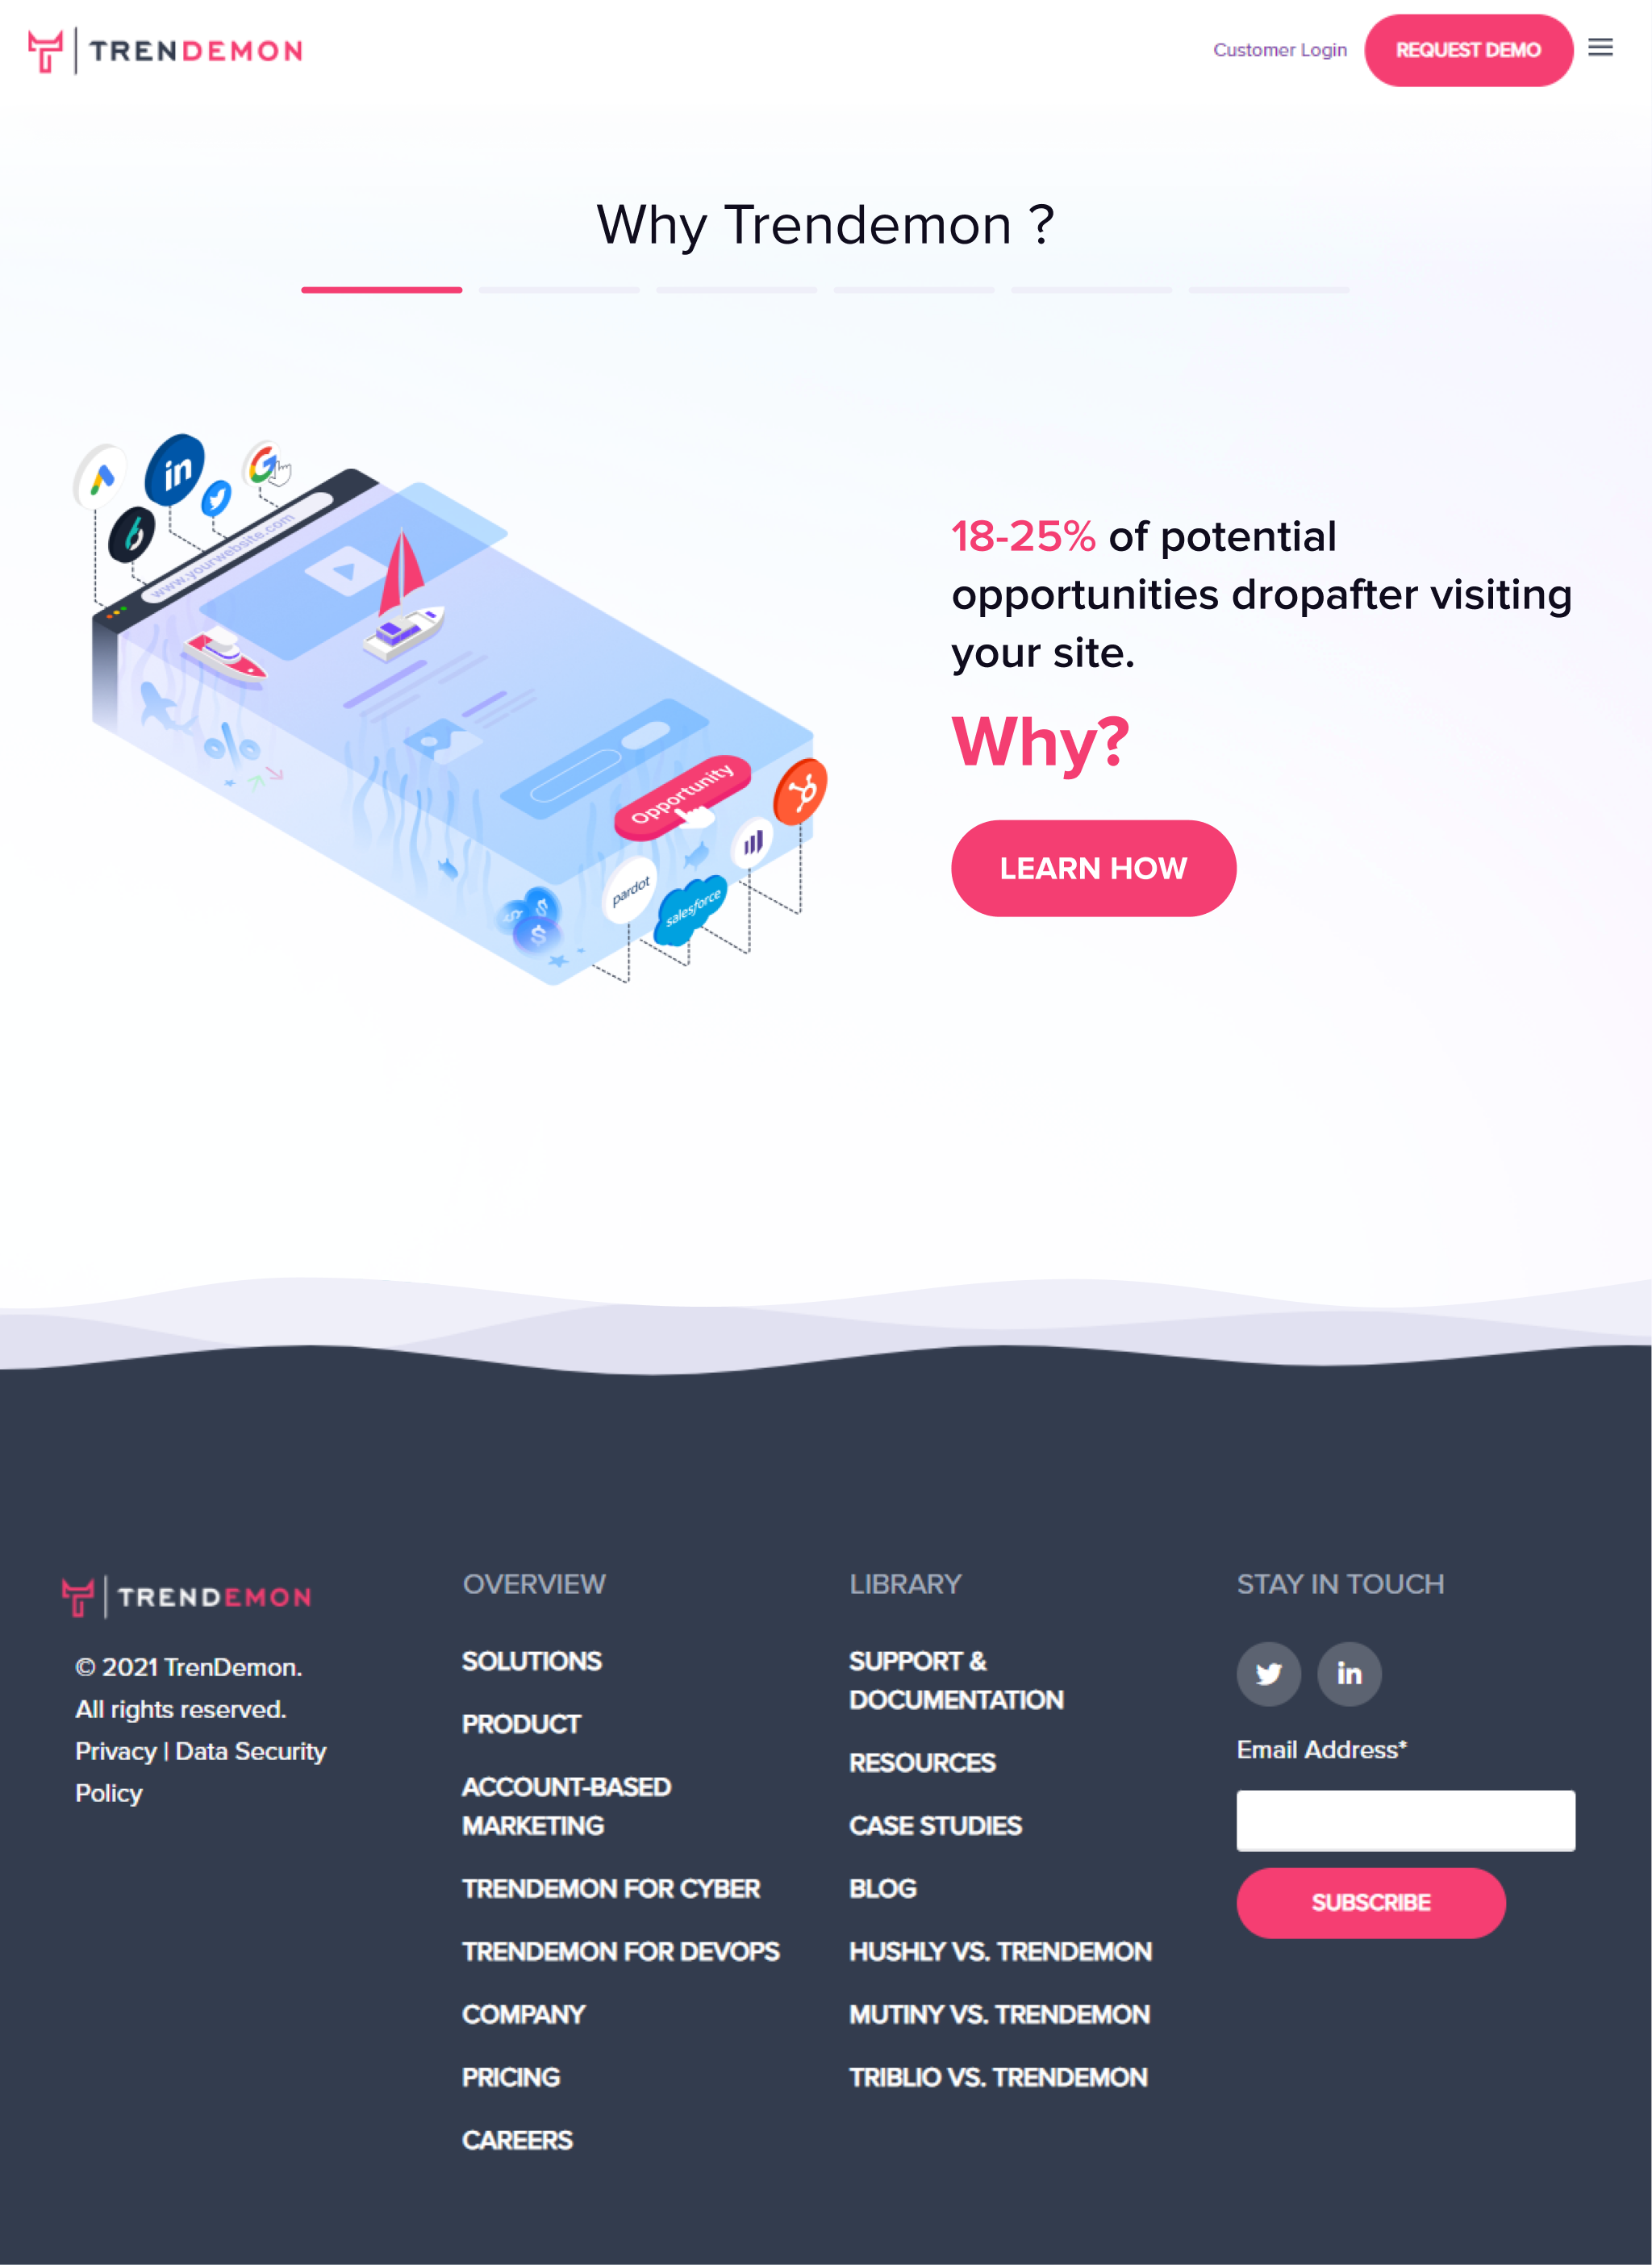 TRENDEMON
Customer Login
REQUEST DEMO
Why Trendemon ?
in
www.yourwebsite.com
Opportunity
pardot
salesforce
18-25% of potential
opportunities dropafter visiting
your site.
Why?
LEARN HOW
TRENDEMON
© 2021 TrenDemon.
All rights reserved.
Privacy | Data Security
Policy
OVERVIEW
SOLUTIONS
PRODUCT
ACCOUNT-BASED
MARKETING
TRENDEMON FOR CYBER
TRENDEMON FOR DEVOPS
COMPANY
PRICING
CAREERS
LIBRARY
SUPPORT &
DOCUMENTATION
RESOURCES
CASE STUDIES
BLOG
HUSHLY VS. TRENDEMON
MUTINY VS. TRENDEMON
TRIBLIO VS. TRENDEMON
STAY IN TOUCH
in
Email Address*
SUBSCRIBE